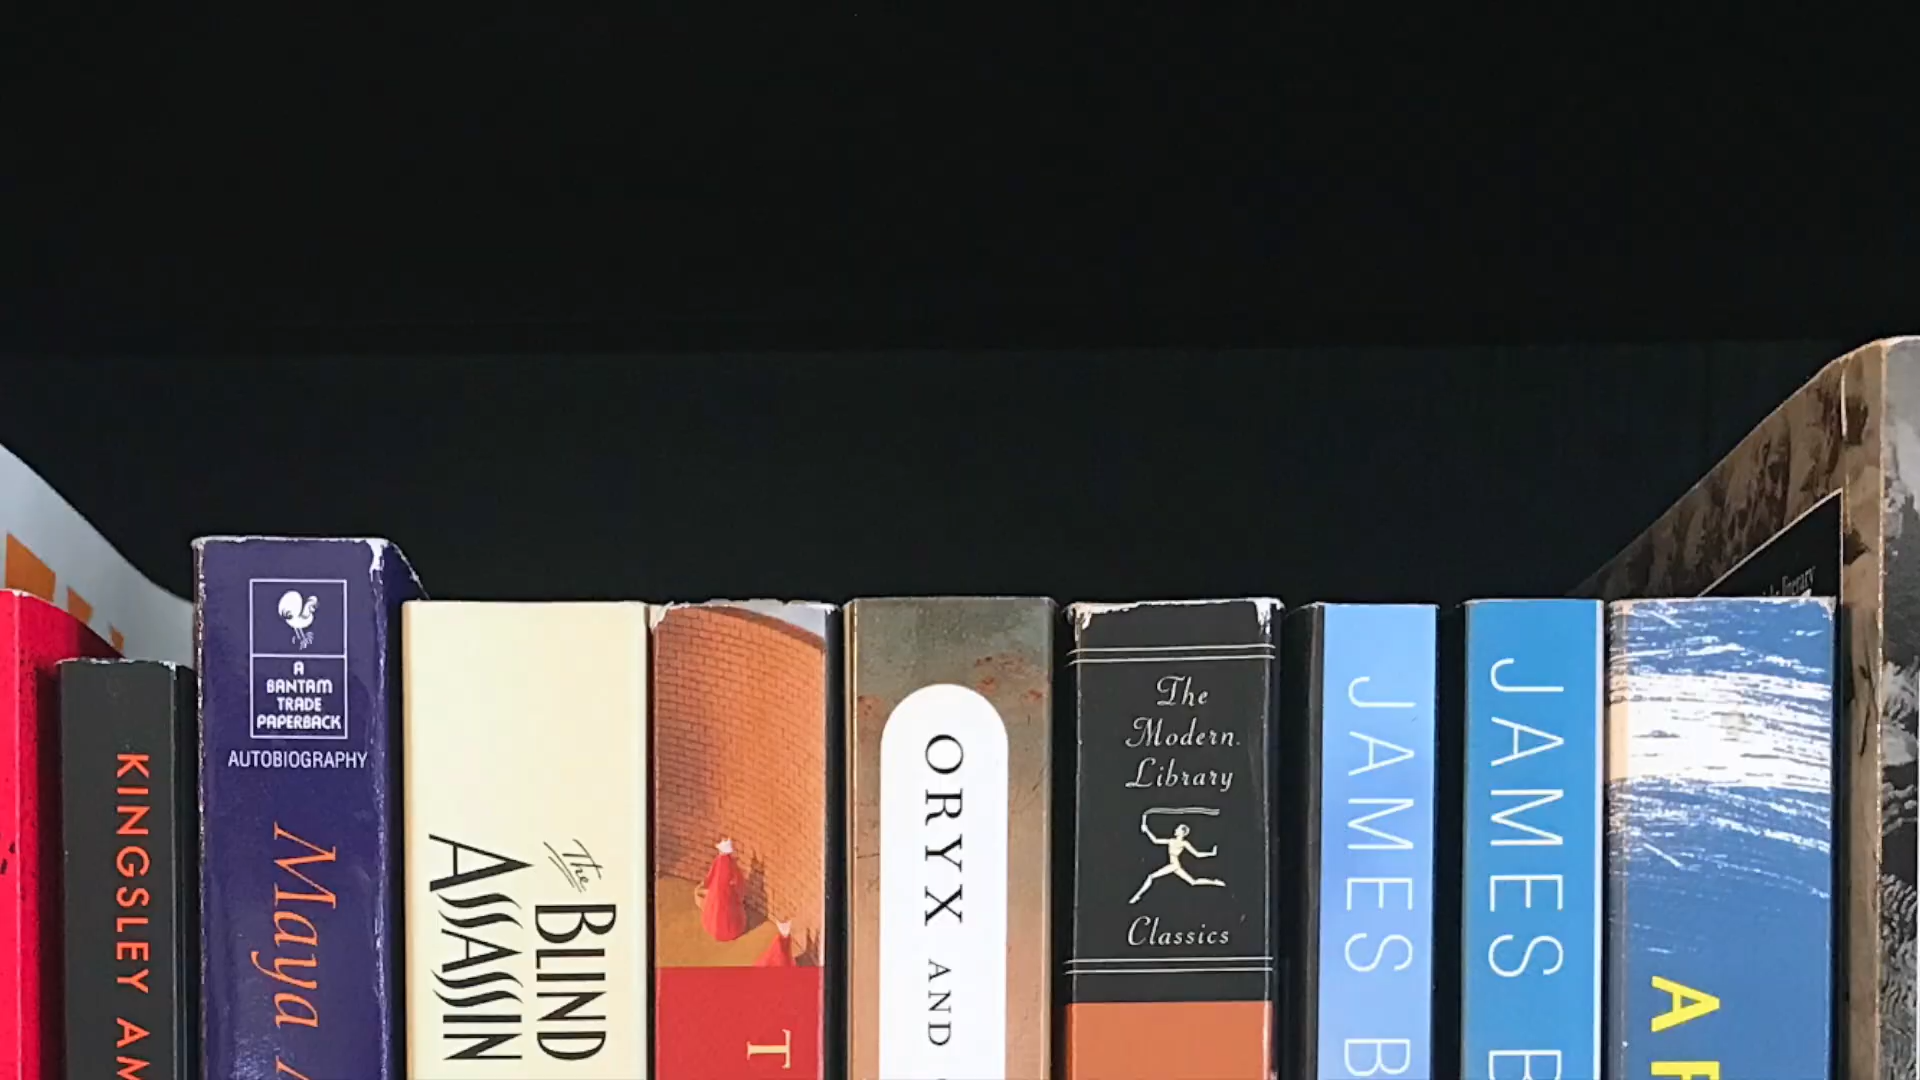 KINGSLEY AM
A
BANTAM
TRADE
PAPERBACK
AUTOBIOGRAPHY
Maya
The
BLIND
ASSASSIN
T
ORYX AND
The
Modern
Library
Classics
JAMES B
JAMES B
A